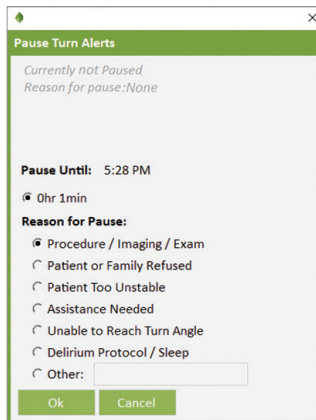 Pause Turn Alerts
Currently not Paused
Reason for pause:None
Pause Until: 5:28 PM
0hr 1min
Reason for Pause:
Procedure / Imaging / Exam
Patient or Family Refused
Patient Too Unstable
Assistance Needed
Unable to Reach Turn Angle
Delirium Protocol / Sleep
Other:
Ok Cancel